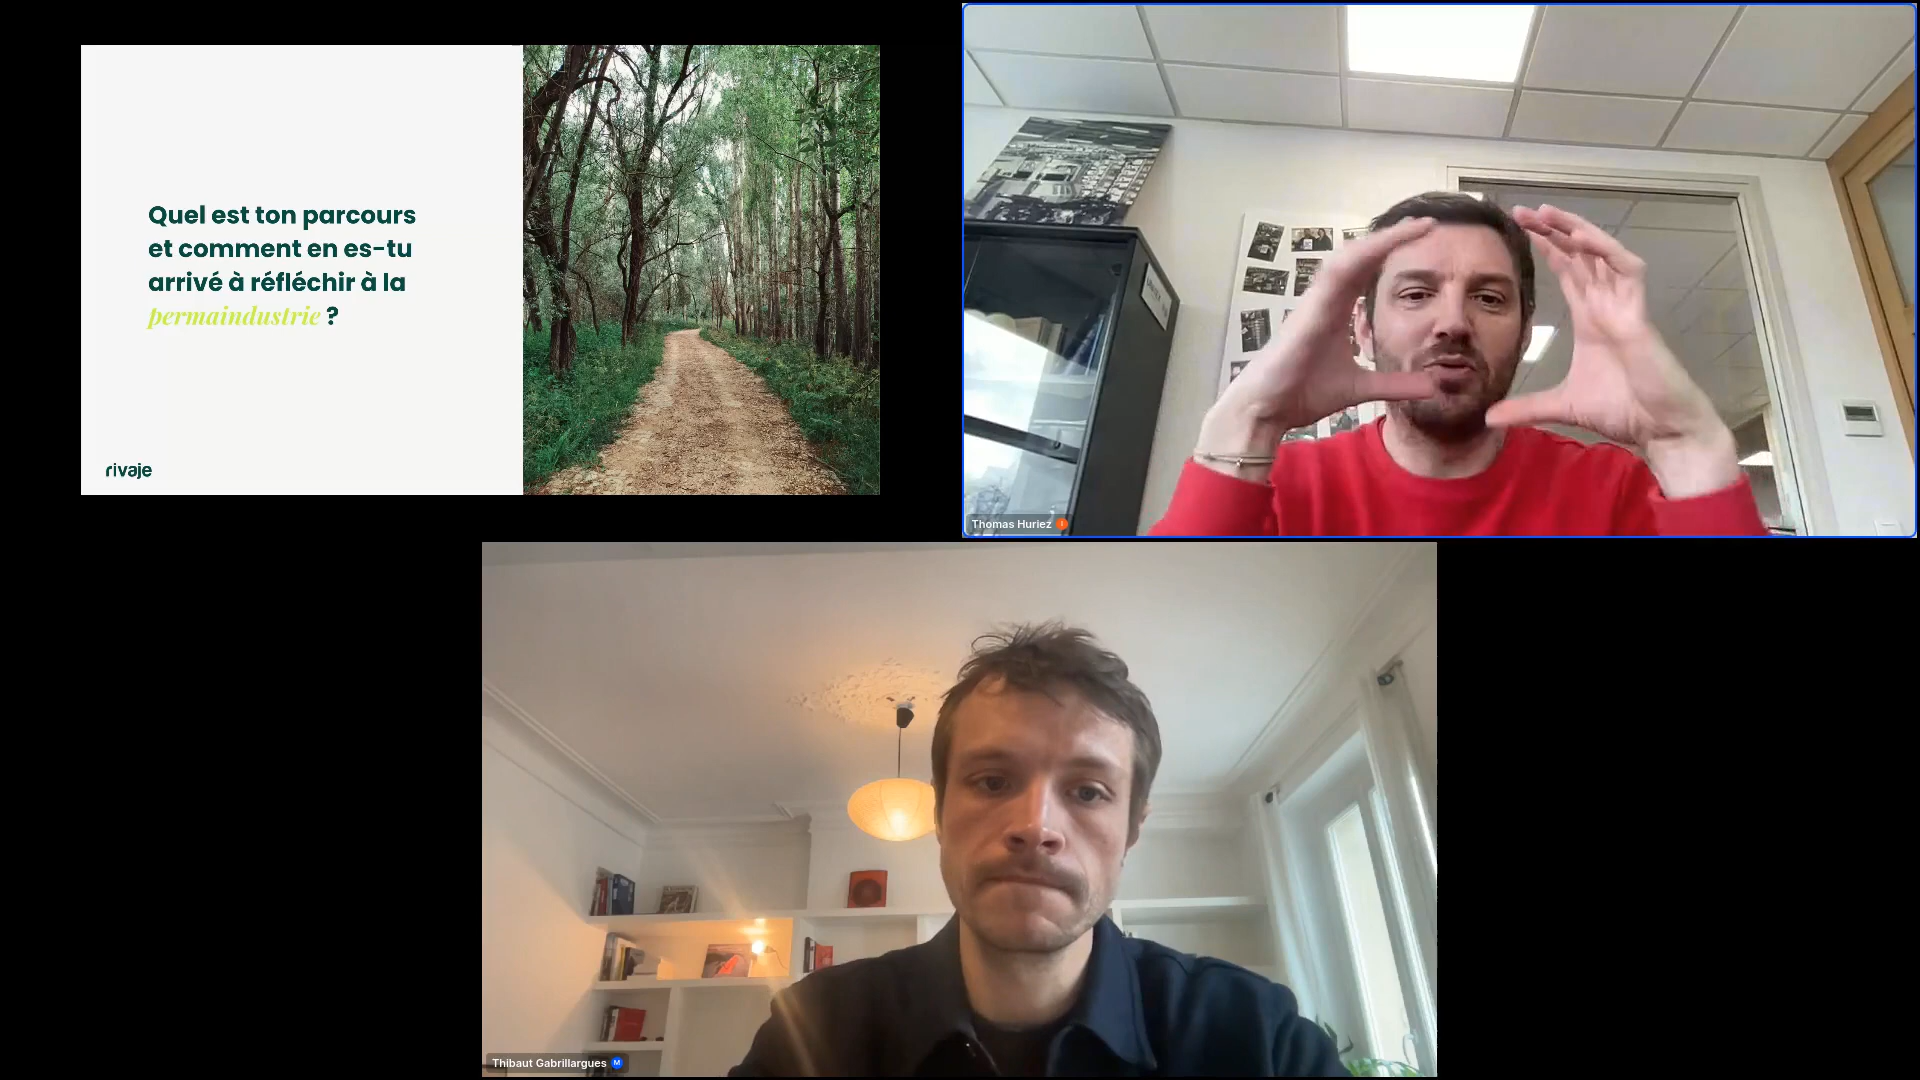 Quel est ton parcours
et comment en es-tu
arrivé à réfléchir à la
permaindustrie ?
rivaje
Thomas Huriez
Thibaut Gabrillargues M